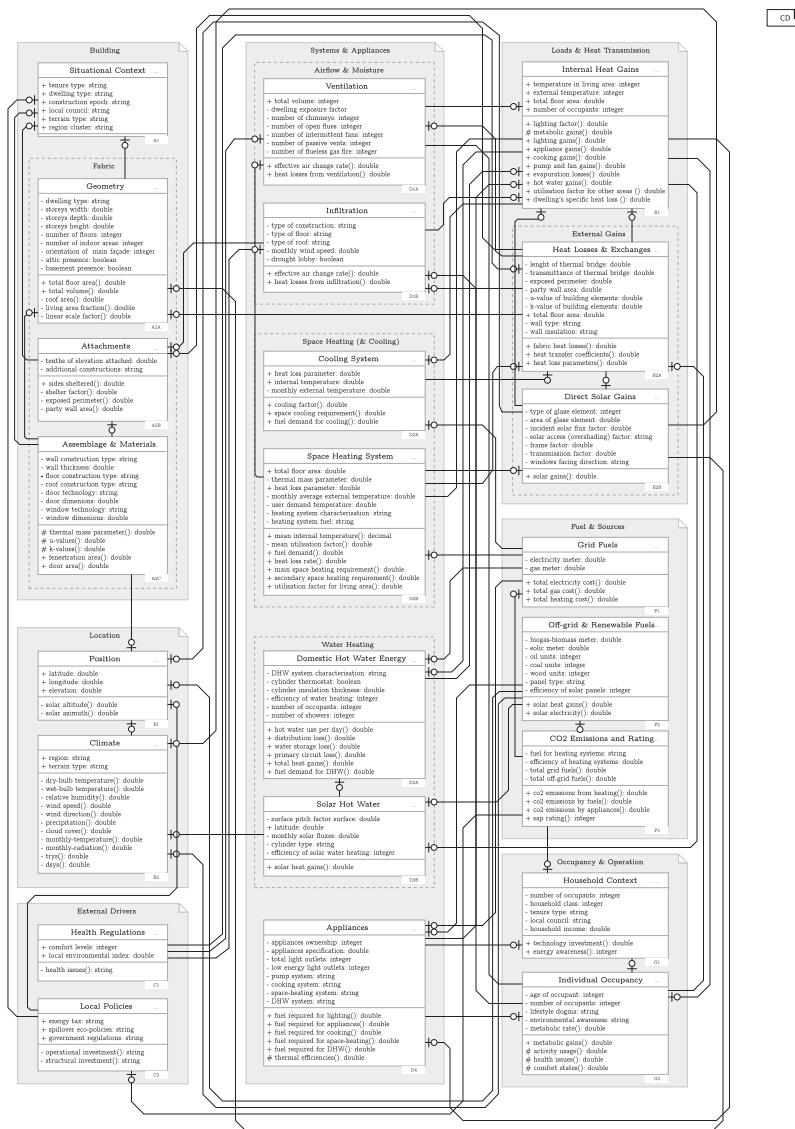 CD
Building
Situational Context
+ tenure type: string
+ dwelling type: string
+ construction epoch: string
+ local council: string
+ terrain type: string
+ region cluster: string
A1
Fabric
Geometry
- dwelling type: string
- storeys width: double
- storeys depth: double
- storeys height: double
- number of floors: integer
- number of indoor areas: integer
- orientation of main façade: integer
- attic presence: boolean
- basement presence: boolean
+ total floor area(): double
+ total volume(): double
- roof area(): double
- living area fraction(): double
- linear scale factor(): double
A2A
Attachments
- tenths of elevation attached: double
- additional constructions: string
+ sides sheltered(): double
- shelter factor(): double
- exposed perimeter(): double
- party wall area(): double
A2B
Assemblage & Materials
- wall construction type: string
- wall thickness: double
- floor construction type: string
- roof construction type: string
- door technology: string
- door dimenions: double
- window technology: string
- window dimenions: double
# thermal mass parameter(): double
# u-values(): double
# k-values(): double
+ fenestration area(): double
+ door area(): double
A2C
Location
Position
+ latitude: double
+ longitude: double
+ elevation: double
- solar altitude(): double
- solar azimuth(): double
B1
Climate
+ region: string
+ terrain type: string
- dry-bulb temperature(): double
- wet-bulb temperature(): double
- relative humidity(): double
- wind speed(): double
- wind direction(): double
- precipitation(): double
- cloud cover(): double
- monthly-temperature(): double
- monthly-radiation(): double
- trys(): double
- dsys(): double
B2
External Drivers
Health Regulations
+ comfort levels: integer
+ local environmental index: double
- health issues(): string
C1
Local Policies
+ energy tax: string
+ spillover eco-policies: string
+ government regulations: string
- operational investment(): string
- structural investment(): string
C2
Systems & Appliances
Airflow & Moisture
Ventilation
+ total volume: integer
- dwelling exposure factor
- number of chimneys: integer
- number of open flues: integer
- number of intermittent fans: integer
- number of passive vents: integer
- number of flueless gas fire: integer
+ effective air change rate(): double
+ heat losses from ventilation(): double
D1A
Infiltration
- type of construction: string
- type of floor: string
- type of roof: string
- monthly wind speed: double
- drought lobby: boolean
+ effective air change rate(): double
+ heat losses from infiltration(): double
D1B
Space Heating (& Cooling)
Cooling System
+ heat loss parameter: double
+ internal temperature: double
- monthly external temperature: double
+ cooling factor(): double
+ space cooling requirement(): double
- fuel demand for cooling(): double
D2A
Space Heating System
+ total floor area: double
- thermal mass parameter: double
+ heat loss parameter: double
- monthly average external temperature: double
- user demand temperature: double
- heating system characterisation: string
- heating system fuel: string
+ mean internal temperature(): decimal
- mean utilisation factor(): double
+ fuel demand(): double
+ heat loss rate(): double
+ main space heating requirement(): double
+ secondary space heating requirement(): double
+ utilisation factor for living area(): double
D2B
Water Heating
Domestic Hot Water Energy
- DHW system characterisation: string
- cylinder thermostat: boolean
- cylinder insulation thickness: double
- efficiency of water heating: integer
- number of occupants: integer
- number of showers: integer
+ hot water use per day(): double
+ distribution loss(): double
+ water storage loss(): double
+ primary circuit loss(): double
+ total heat gains(): double
+ fuel demand for DHW(): double
D3A
Solar Hot Water
- surface pitch factor surface: double
+ latitude: double
- monthly solar fluxes: double
- cylinder type: string
- efficiency of solar water heating: integer
+ solar heat gains(): double
D3B
Appliances
- appliances ownership: integer
- appliances specification: double
- total light outlets: integer
- low energy light outlets: integer
- pump system: string
- cooking system: string
- space-heating system: string
- DHW system: string
+ fuel required for lighting(): double
+ fuel required for appliances(): double
+ fuel required for cooking(): double
+ fuel required for space-heating(): double
+ fuel required for DHW(): double
# thermal efficiencies(): double
D4
Loads & Heat Transmission
Internal Heat Gains
+ temperature in living area: integer
+ external temperature: integer
+ total floor area: double
+ number of occupants: integer
+ lighting factor(): double
# metabolic gains(): double
+ lighting gains(): double
+ appliance gains(): double
+ cooking gains(): double
+ pump and fan gains(): double
+ evaporation losses(): double
+ hot water gains(): double
+ utilisation factor for other areas (): double
+ dwelling's specific heat loss (): double
E1
External Gains
Heat Losses & Exchanges
- lenght of thermal bridge: double
- transmittance of thermal bridge: double
- exposed perimeter: double
- party wall area: double
- u-value of building elements: double
- k-value of building elements: double
+ total floor area: double
- wall type: string
- wall insulation: string
+ fabric heat losses(): double
+ heat transfer coefficients(): double
+ heat loss parameters(): double
E2A
Direct Solar Gains
- type of glaze element: integer
- area of glaze element: double
- incident solar flux factor: double
- solar access (overshading) factor: string
- frame factor: double
- transmission factor: double
- windows facing direction: string
+ solar gains(): double
E2B
Fuel & Sources
Grid Fuels
- electricity meter: double
- gas meter: double
+ total electricity cost(): double
+ total gas cost(): double
+ total heating cost(): double
F1
Off-grid & Renewable Fuels
- biogas-biomass meter: double
- eolic meter: double
- oil units: integer
- coal units: integer
- wood units: integer
- panel type: string
- efficiency of solar panels: integer
+ solar heat gains(): double
+ solar electricity(): double
F2
CO2 Emissions and Rating
- fuel for heating systems: string
- efficiency of heating systems: double
- total grid fuels(): double
- total off-grid fuels(): double
+ co2 emissions from heating(): double
+ co2 emissions by fuels(): double
+ co2 emissions by appliances(): double
+ sap rating(): integer
F3
Occupancy & Operation
Household Context
- number of occupants: integer
- household class: integer
- tenure type: string
- local council: string
- household income: double
+ technology investment(): double
+ energy awareness(): integer
G1
Individual Occupancy
- age of occupant: integer
- number of occupants: integer
- lifestyle dogma: string
- environmental awareness: string
- metabolic rate(): double
+ metabolic gains(): double
# activity usage(): double
# health issues(): double
# comfort states(): double